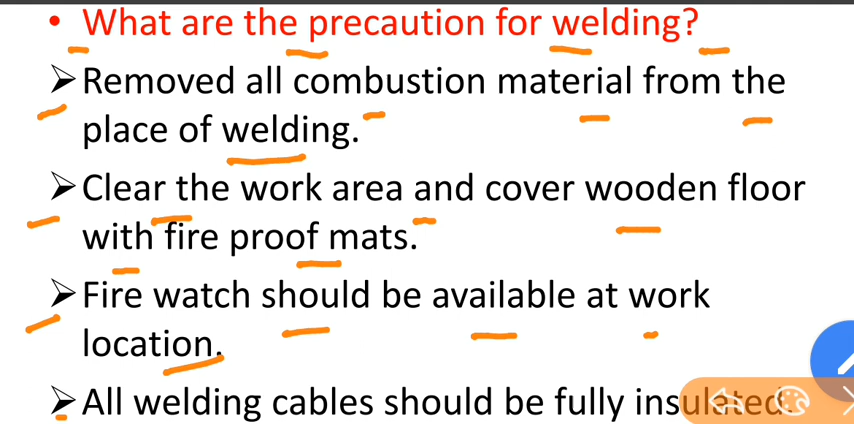 • What are the precaution for welding?
➢Removed all combustion material from the
place of welding.
➢Clear the work area and cover wooden floor
with fire proof mats.
➢Fire watch should be available at work
location.
➢All welding cables should be fully insulated.